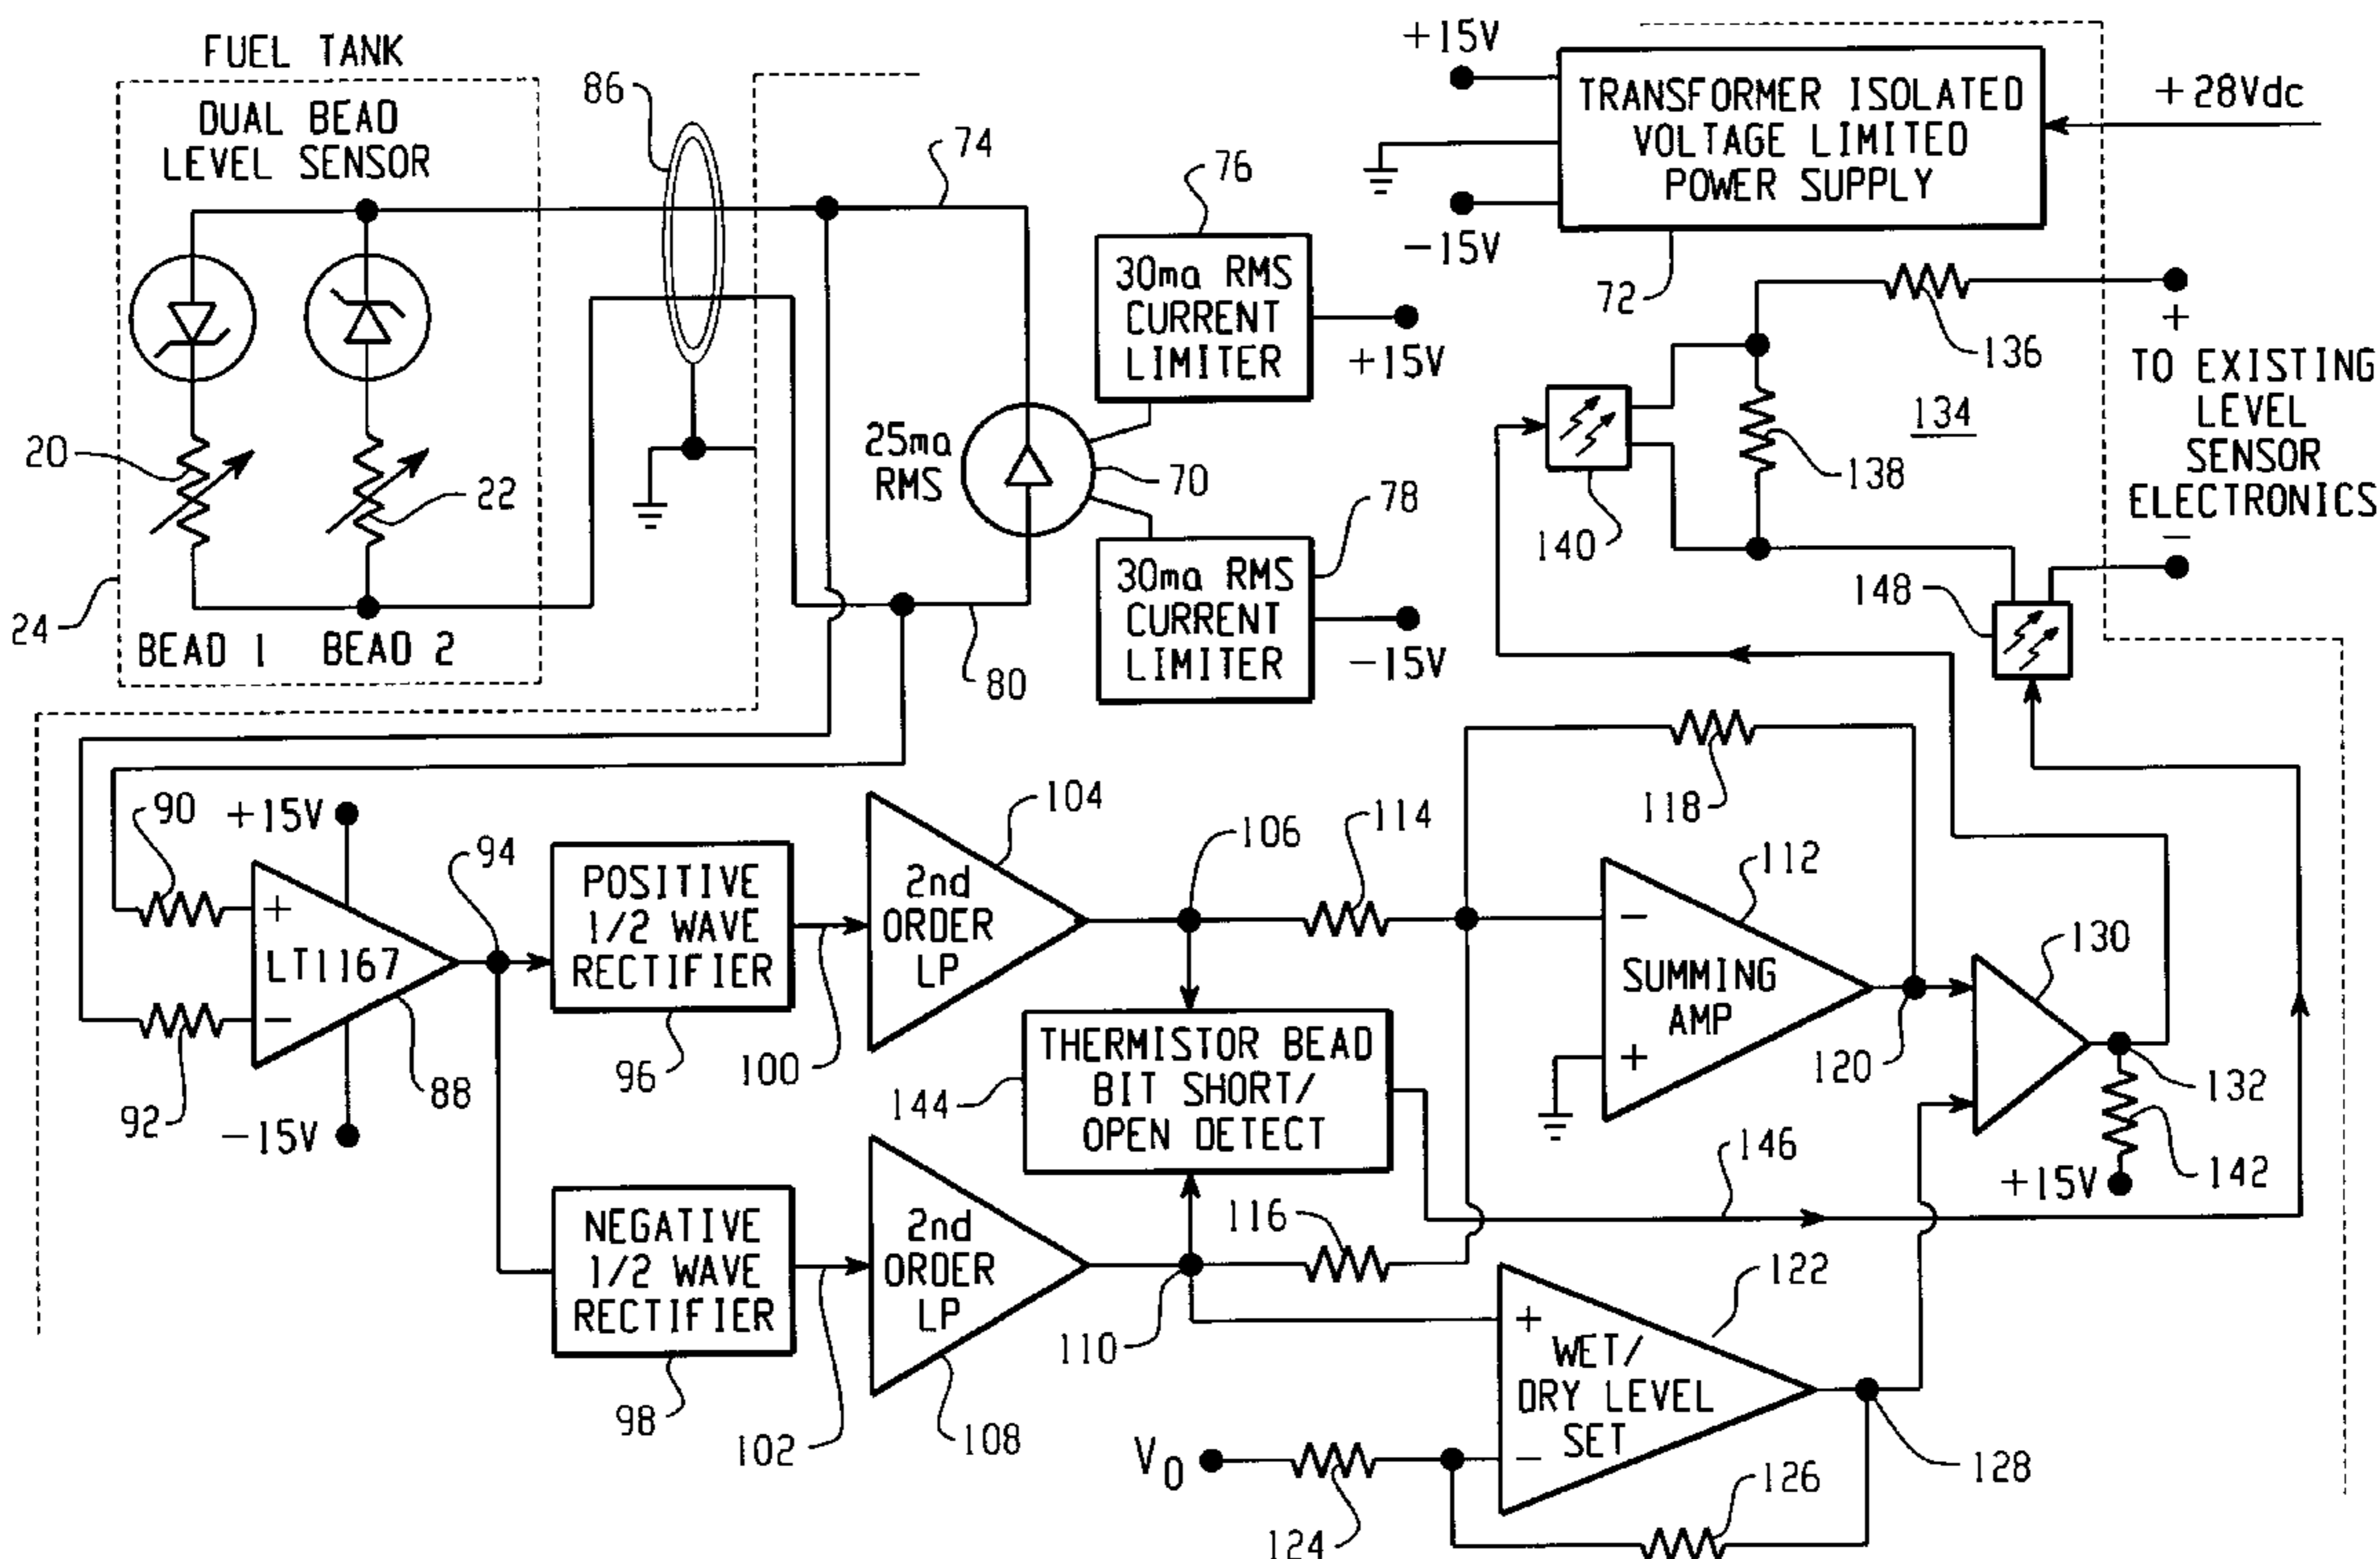 FUEL TANK
DUAL BEAD
LEVEL SENSOR
86
74
76
30ma RMS
CURRENT
LIMITER
+15V
25ma
RMS
70
78
30ma RMS
CURRENT
LIMITER
-15V
80
20
22
24
BEAD 1
BEAD 2
+15V
-15V
TRANSFORMER ISOLATED
VOLTAGE LIMITED
POWER SUPPLY
+28Vdc
72
136
+
TO EXISTING
LEVEL
SENSOR
ELECTRONICS
-
134
138
140
148
90
+15V
94
+
LT1167
-
92
-15V
88
POSITIVE
1/2 WAVE
RECTIFIER
96
100
104
2nd
ORDER
LP
106
114
118
112
-
SUMMING
AMP
+
120
130
132
142
+15V
144
THERMISTOR BEAD
BIT SHORT/
OPEN DETECT
146
116
NEGATIVE
1/2 WAVE
RECTIFIER
98
102
2nd
ORDER
LP
108
110
122
+
WET/
DRY LEVEL
SET
-
128
V0
124
126